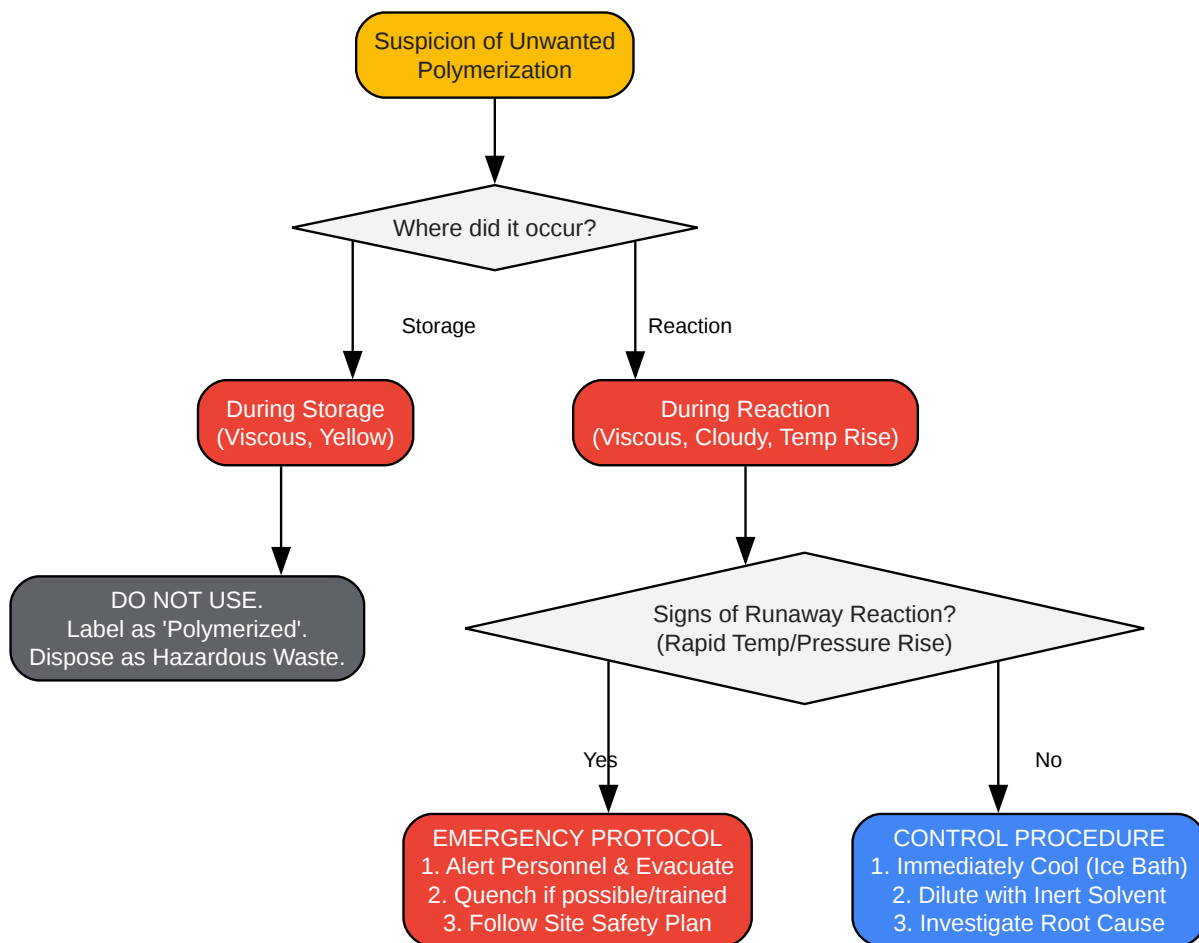 Suspicion of Unwanted
Polymerization
Where did it occur?
Storage
Reaction
During Storage
(Viscous, Yellow)
During Reaction
(Viscous, Cloudy, Temp Rise)
DO NOT USE.
Label as 'Polymerized'.
Dispose as Hazardous Waste.
Signs of Runaway Reaction?
(Rapid Temp/Pressure Rise)
Yes
No
EMERGENCY PROTOCOL
1. Alert Personnel & Evacuate
2. Quench if possible/trained
3. Follow Site Safety Plan
CONTROL PROCEDURE
1. Immediately Cool (Ice Bath)
2. Dilute with Inert Solvent
3. Investigate Root Cause